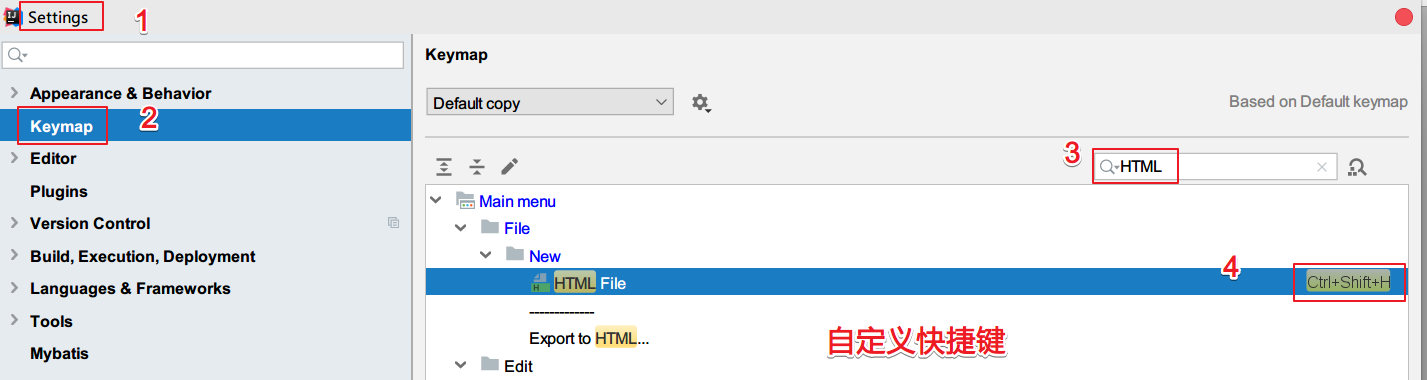 Settings 1
Keymap
Default copy
Based on Default keymap
Appearance & Behavior
Keymap 2
Editor
Plugins
Version Control
Build, Execution, Deployment
Languages & Frameworks
Tools
Mybatis
3 HTML
Main menu
File
New
HTML File 4 Ctrl+Shift+H
-------------
Export to HTML...
自定义快捷键
Edit